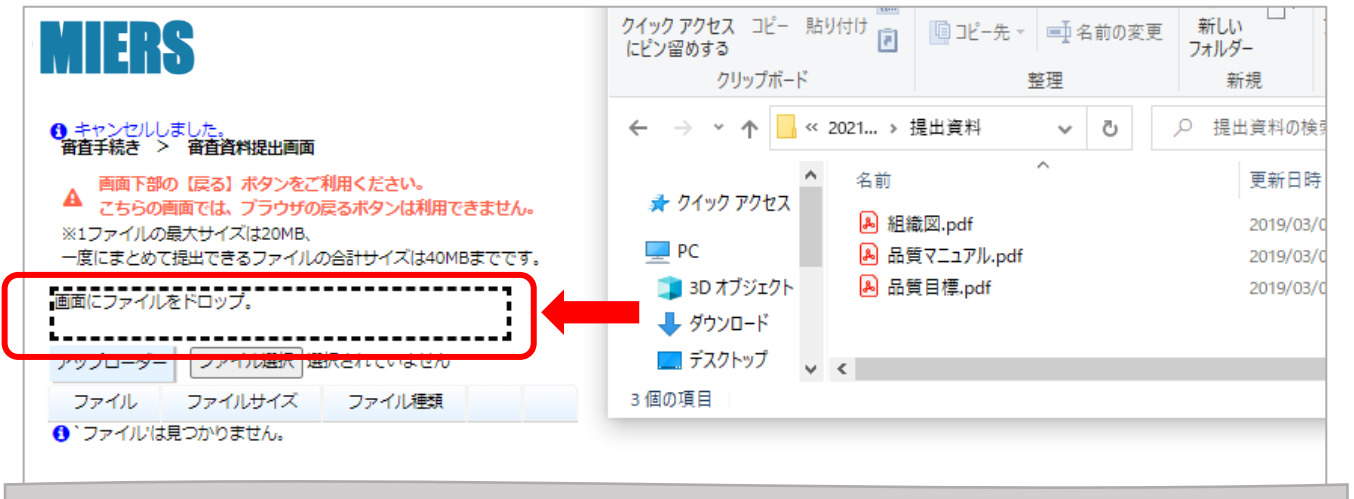 MIERS
キャンセルしました。
審査手続き > 審査資料提出画面
画面下部の【戻る】ボタンをご利用ください。
こちらの画面では、ブラウザの戻るボタンは利用できません。
※1ファイルの最大サイズは20MB、
一度にまとめて提出できるファイルの合計サイズは40MBまでです。
画面にファイルをドロップ。
アップローダー ファイル選択 選択されていません
ファイル ファイルサイズ ファイル種類
`ファイル'は見つかりません。
クイック アクセス
にピン留めする
コピー 貼り付け
コピー先 名前の変更
新しい
フォルダー
クリップボード 整理 新規
« 2021... › 提出資料
提出資料の検索
名前 更新日時
クイック アクセス
PC
3D オブジェクト
ダウンロード
デスクトップ
組織図.pdf 2019/03/0
品質マニュアル.pdf 2019/03/0
品質目標.pdf 2019/03/0
3 個の項目